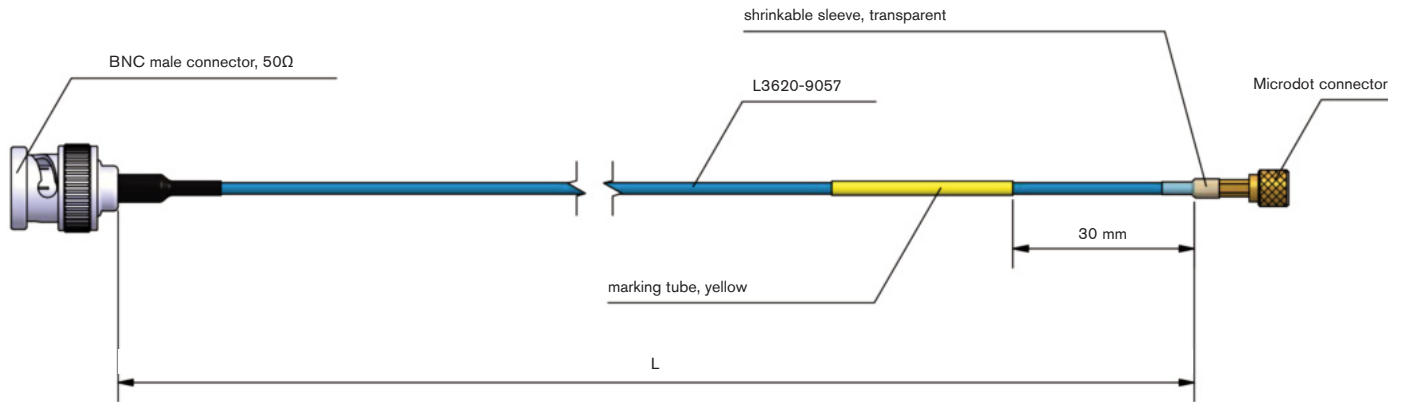 shrinkable sleeve, transparent
BNC male connector, 50Ω
L3620-9057
Microdot connector
30 mm
marking tube, yellow
L